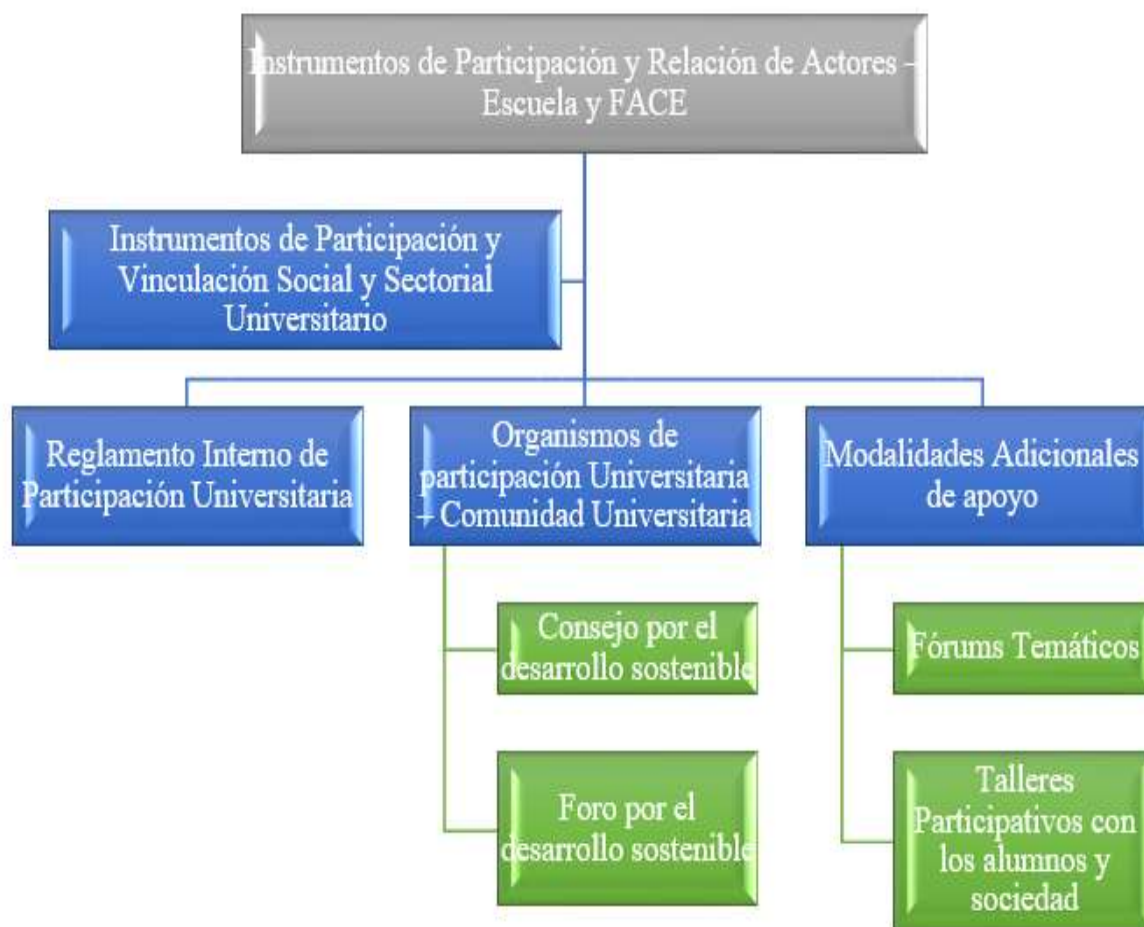 Instrumentos de Participación y Relación de Actores –
Escuela y FACE
Instrumentos de Participación y
Vinculación Social y Sectorial
Universitario
Reglamento Interno de
Participación Universitaria
Organismos de
participación Universitaria
– Comunidad Universitaria
Modalidades Adicionales
de apoyo
Consejo por el
desarrollo sostenible
Foro por el
desarrollo sostenible
Fórums Temáticos
Talleres
Participativos con
los alumnos y
sociedad